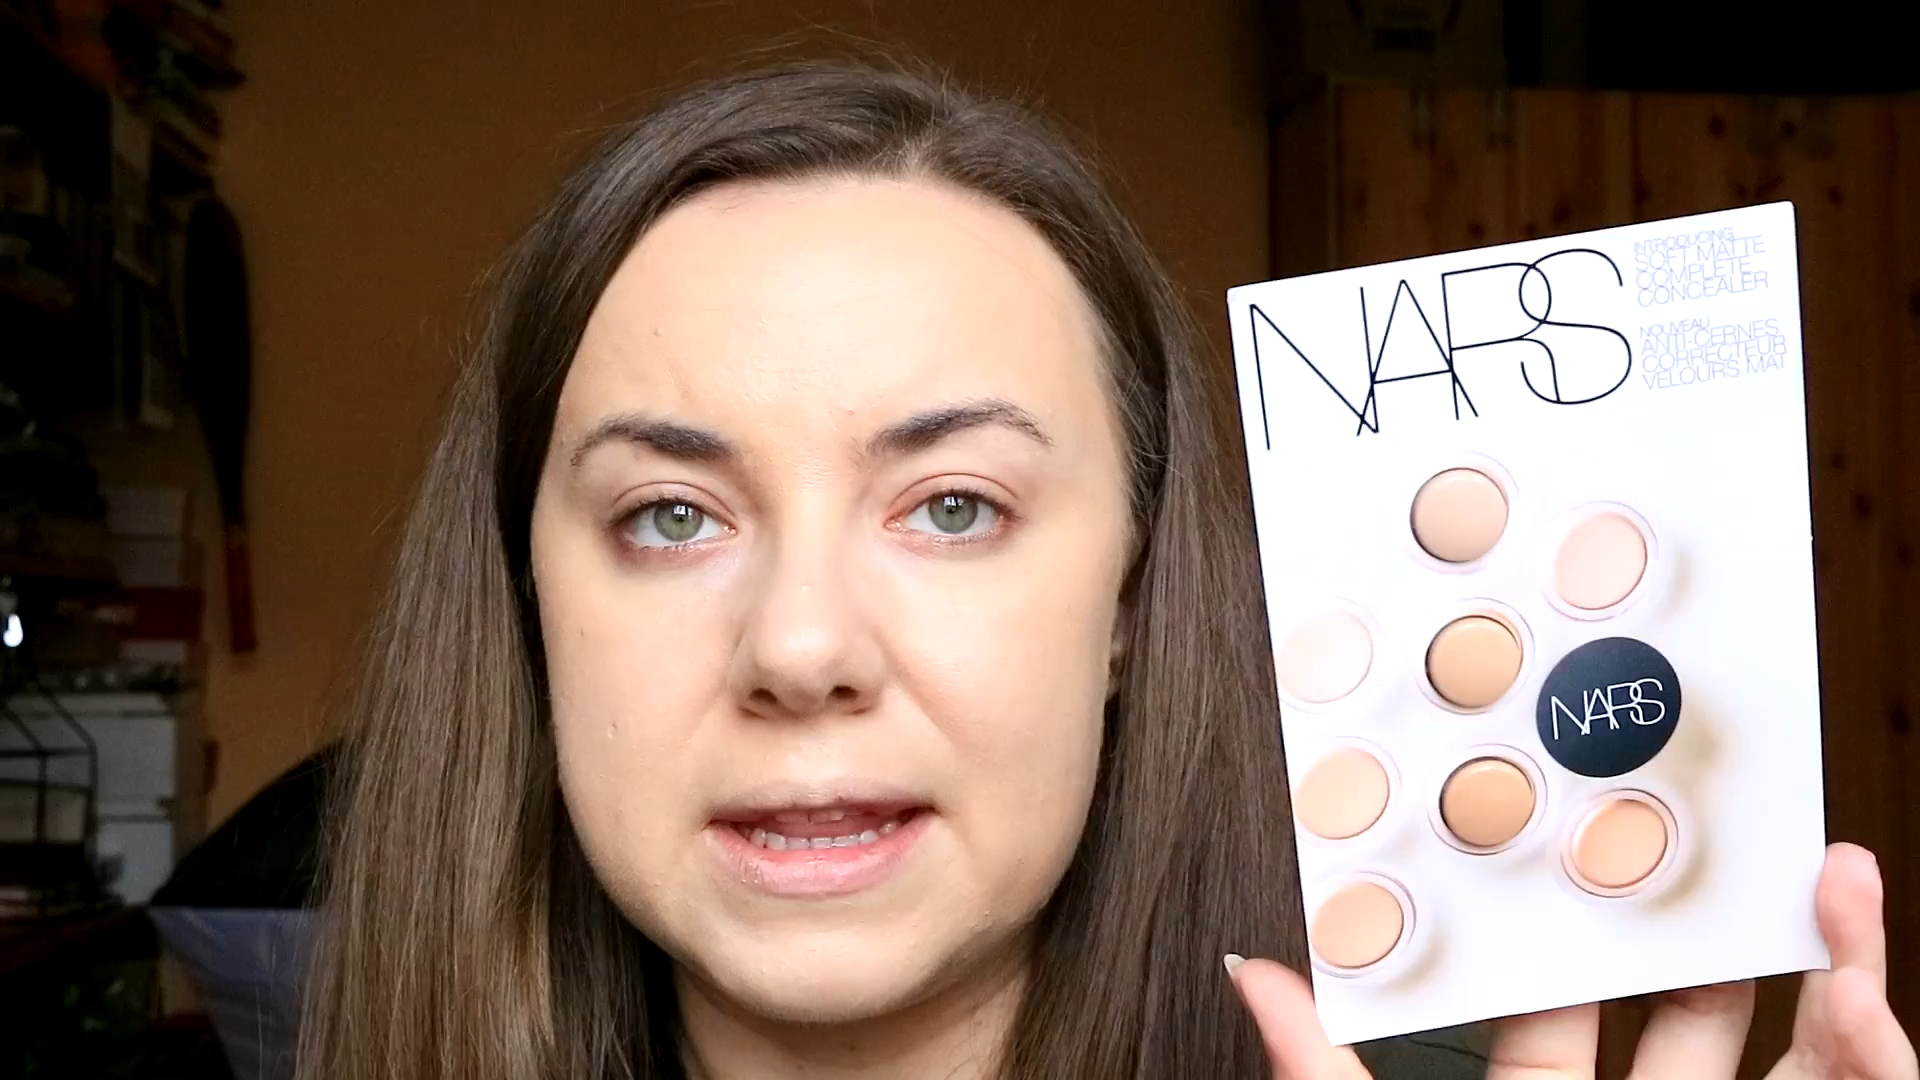 NARS
INTRODUCING
SOFT MATTE
COMPLETE
CONCEALER
NOUVEAU
ANTI-CERNES
CORRECTEUR
VELOURS MAT
NARS